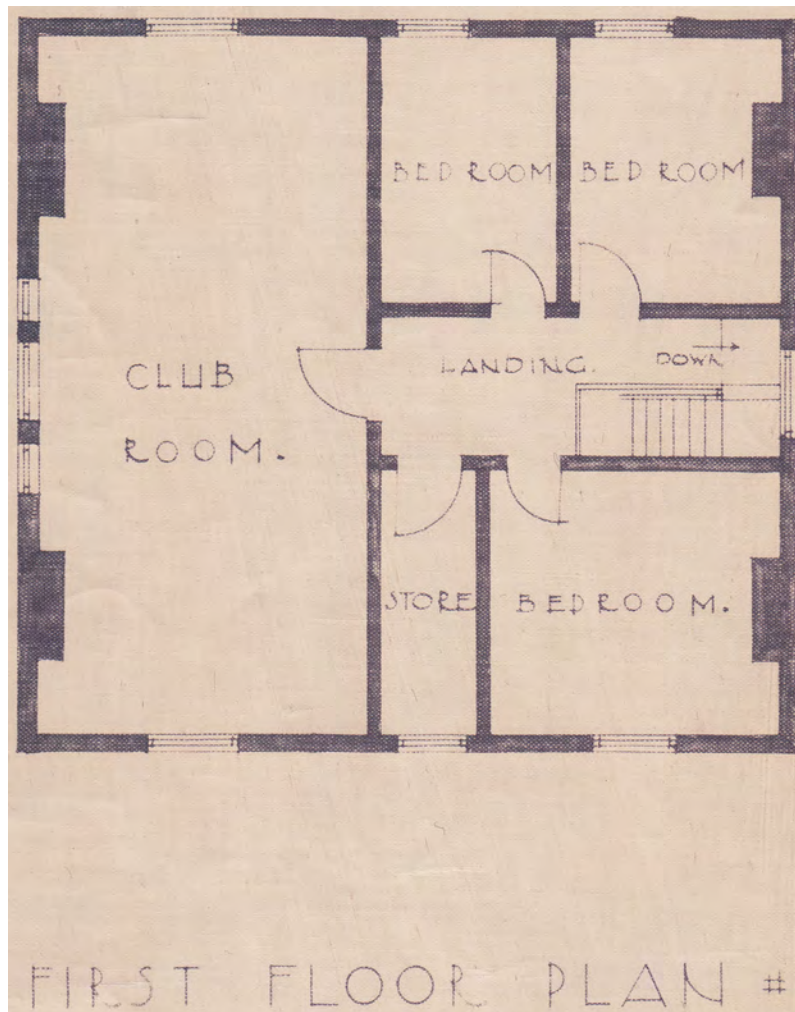 BED ROOM
BED ROOM
CLUB
ROOM.
LANDING.
DOWN
STORE
BEDROOM.
FIRST FLOOR PLAN #